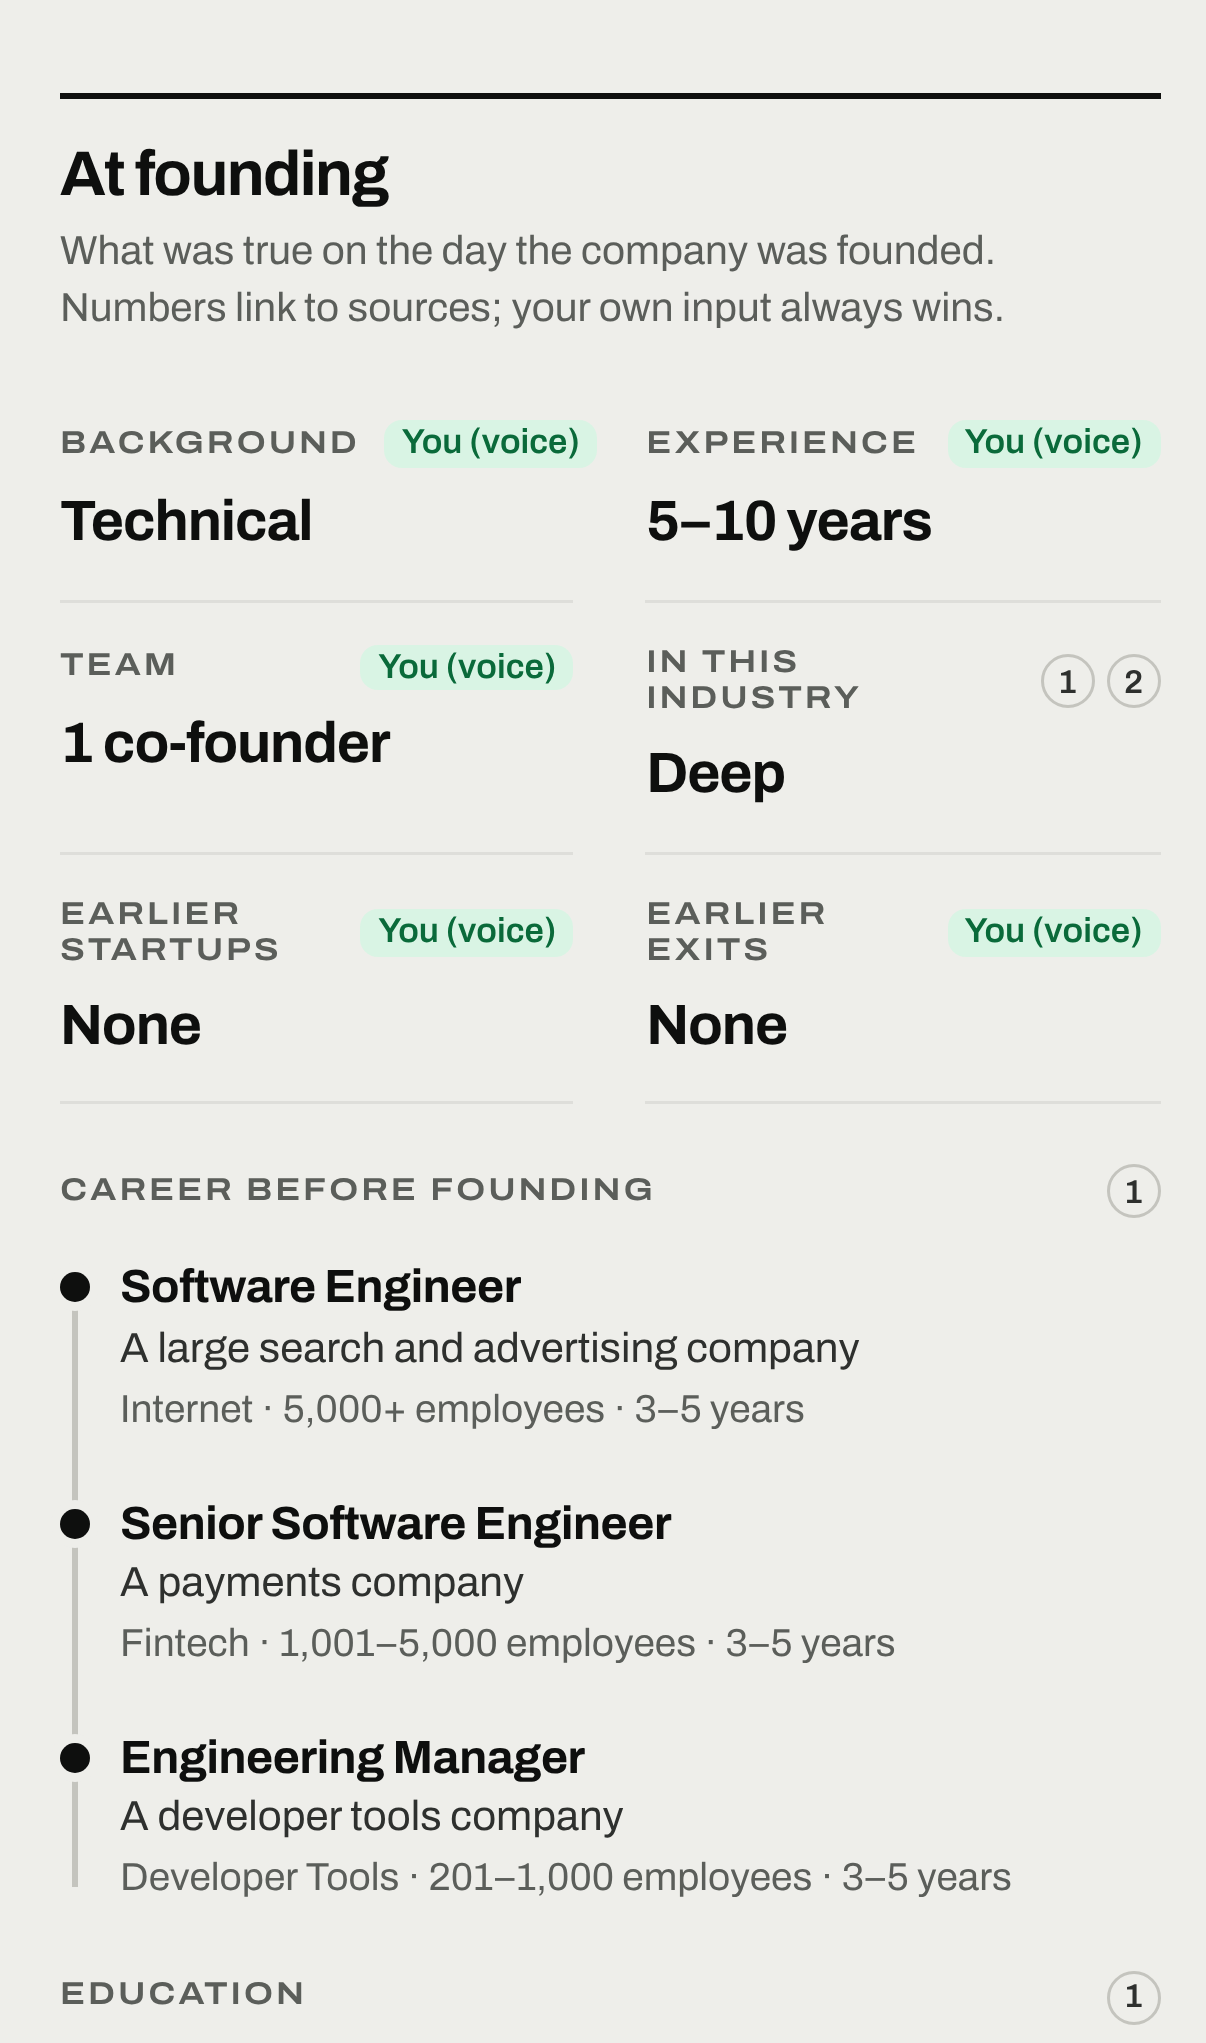 At founding
What was true on the day the company was founded.
Numbers link to sources; your own input always wins.
BACKGROUND You (voice)
Technical
EXPERIENCE You (voice)
5–10 years
TEAM You (voice)
1 co-founder
IN THIS
INDUSTRY
1 2
Deep
EARLIER
STARTUPS
You (voice)
None
EARLIER
EXITS
You (voice)
None
CAREER BEFORE FOUNDING 1
Software Engineer
A large search and advertising company
Internet · 5,000+ employees · 3–5 years
Senior Software Engineer
A payments company
Fintech · 1,001–5,000 employees · 3–5 years
Engineering Manager
A developer tools company
Developer Tools · 201–1,000 employees · 3–5 years
EDUCATION 1